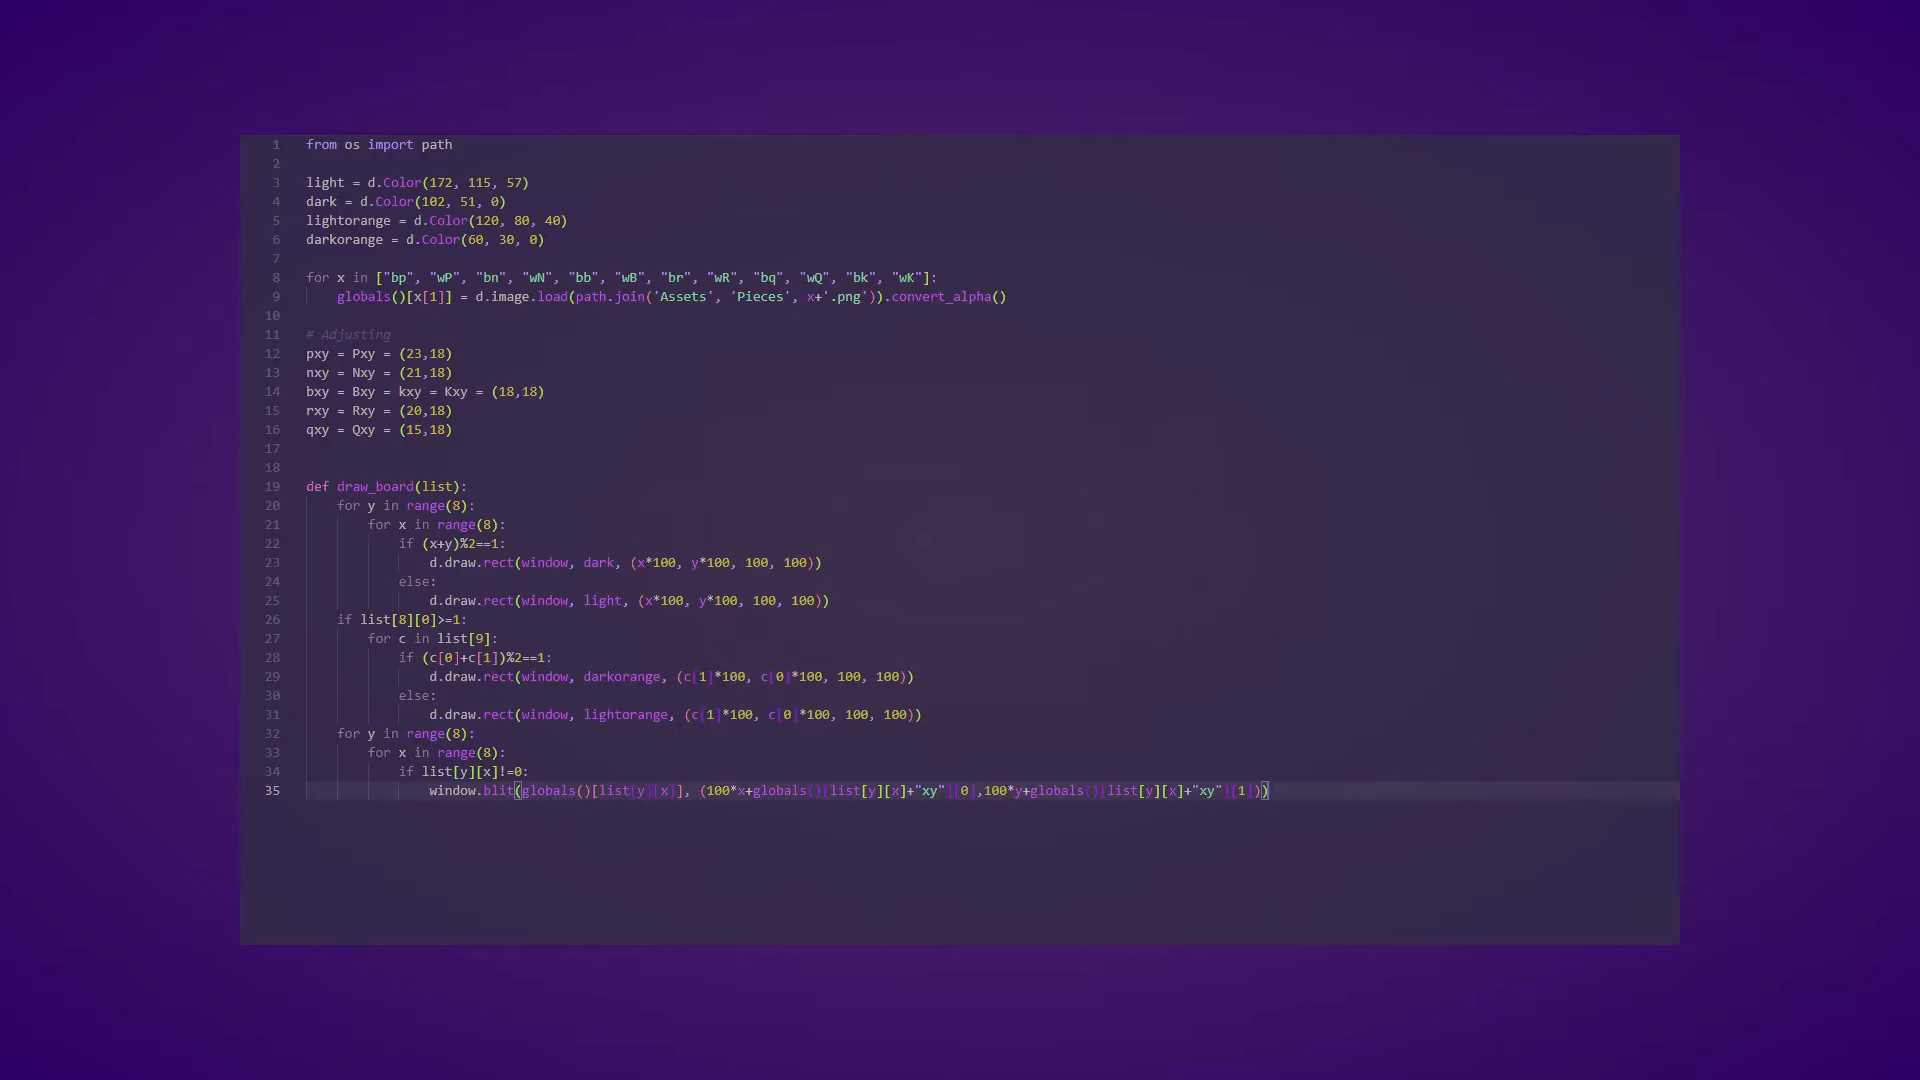 1 from os import path
2
3 light = d.Color(172, 115, 57)
4 dark = d.Color(102, 51, 0)
5 lightorange = d.Color(120, 80, 40)
6 darkorange = d.Color(60, 30, 0)
7
8 for x in ["bp", "wP", "bn", "wN", "bb", "wB", "br", "wR", "bq", "wQ", "bk", "wK"]:
9     globals()[x[1]] = d.image.load(path.join('Assets', 'Pieces', x+'.png')).convert_alpha()
10
11 # Adjusting
12 pxy = Pxy = (23,18)
13 nxy = Nxy = (21,18)
14 bxy = Bxy = kxy = Kxy = (18,18)
15 rxy = Rxy = (20,18)
16 qxy = Qxy = (15,18)
17
18
19 def draw_board(list):
20     for y in range(8):
21         for x in range(8):
22             if (x+y)%2==1:
23                 d.draw.rect(window, dark, (x*100, y*100, 100, 100))
24             else:
25                 d.draw.rect(window, light, (x*100, y*100, 100, 100))
26     if list[8][0]>=1:
27         for c in list[9]:
28             if (c[0]+c[1])%2==1:
29                 d.draw.rect(window, darkorange, (c[1]*100, c[0]*100, 100, 100))
30             else:
31                 d.draw.rect(window, lightorange, (c[1]*100, c[0]*100, 100, 100))
32     for y in range(8):
33         for x in range(8):
34             if list[y][x]!=0:
35                 window.blit(globals()[list[y][x]], (100*x+globals()[list[y][x]+"xy"][0],100*y+globals()[list[y][x]+"xy"][1]))